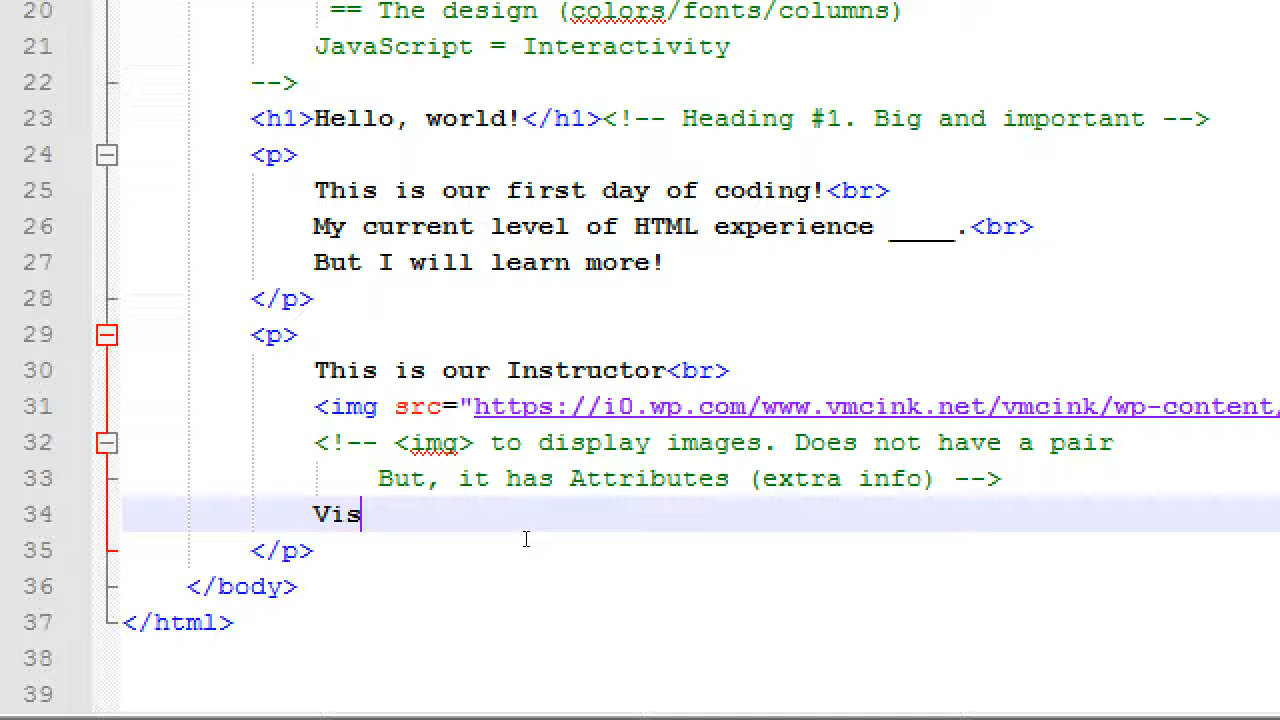 20 == The design (colors/fonts/columns)
21 JavaScript = Interactivity
22 -->
23 <h1>Hello, world!</h1><!-- Heading #1. Big and important -->
24 <p>
25 This is our first day of coding!<br>
26 My current level of HTML experience ____.<br>
27 But I will learn more!
28 </p>
29 <p>
30 This is our Instructor<br>
31 <img src="https://i0.wp.com/www.vmcink.net/vmcink/wp-content/
32 <!-- <img> to display images. Does not have a pair
33 But, it has Attributes (extra info) -->
34 Vis
35 </p>
36 </body>
37 </html>
38
39